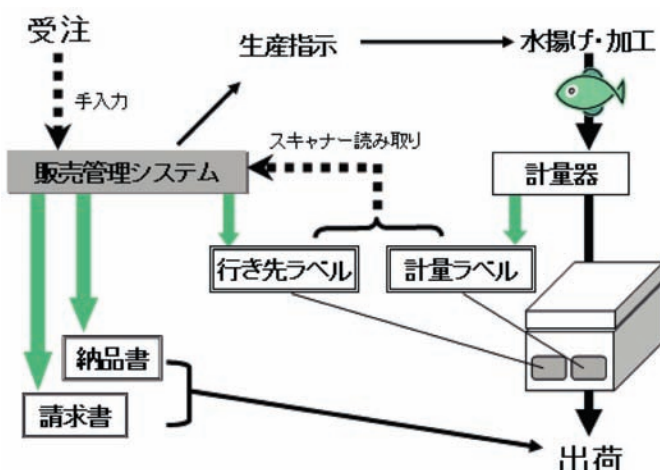 受注
生産指示
水揚げ・加工
手入力
スキャナー読み取り
販売管理システム
計量器
行き先ラベル
計量ラベル
納品書
請求書
出荷